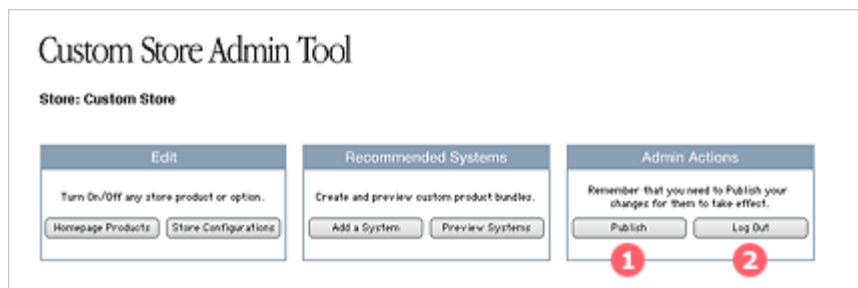 Custom Store Admin Tool
Store: Custom Store
Edit
Turn On/Off any store product or option.
Homepage Products
Store Configurations
Recommended Systems
Create and preview custom product bundles.
Add a System
Preview Systems
Admin Actions
Remember that you need to Publish your
changes for them to take effect.
Publish
Log Out
1
2